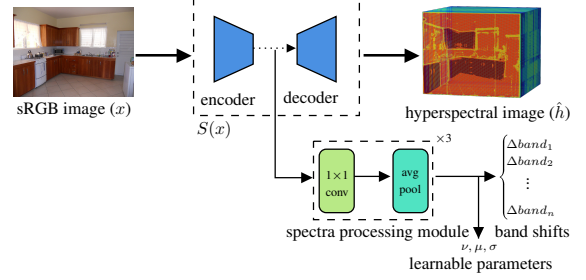 encoder
decoder
sRGB image (x)
S(x)
hyperspectral image (ĥ)
×3
1×1
conv
avg
pool
Δband₁
Δband₂
⋮
Δbandₙ
spectra processing module
band shifts
ν, μ, σ
learnable parameters